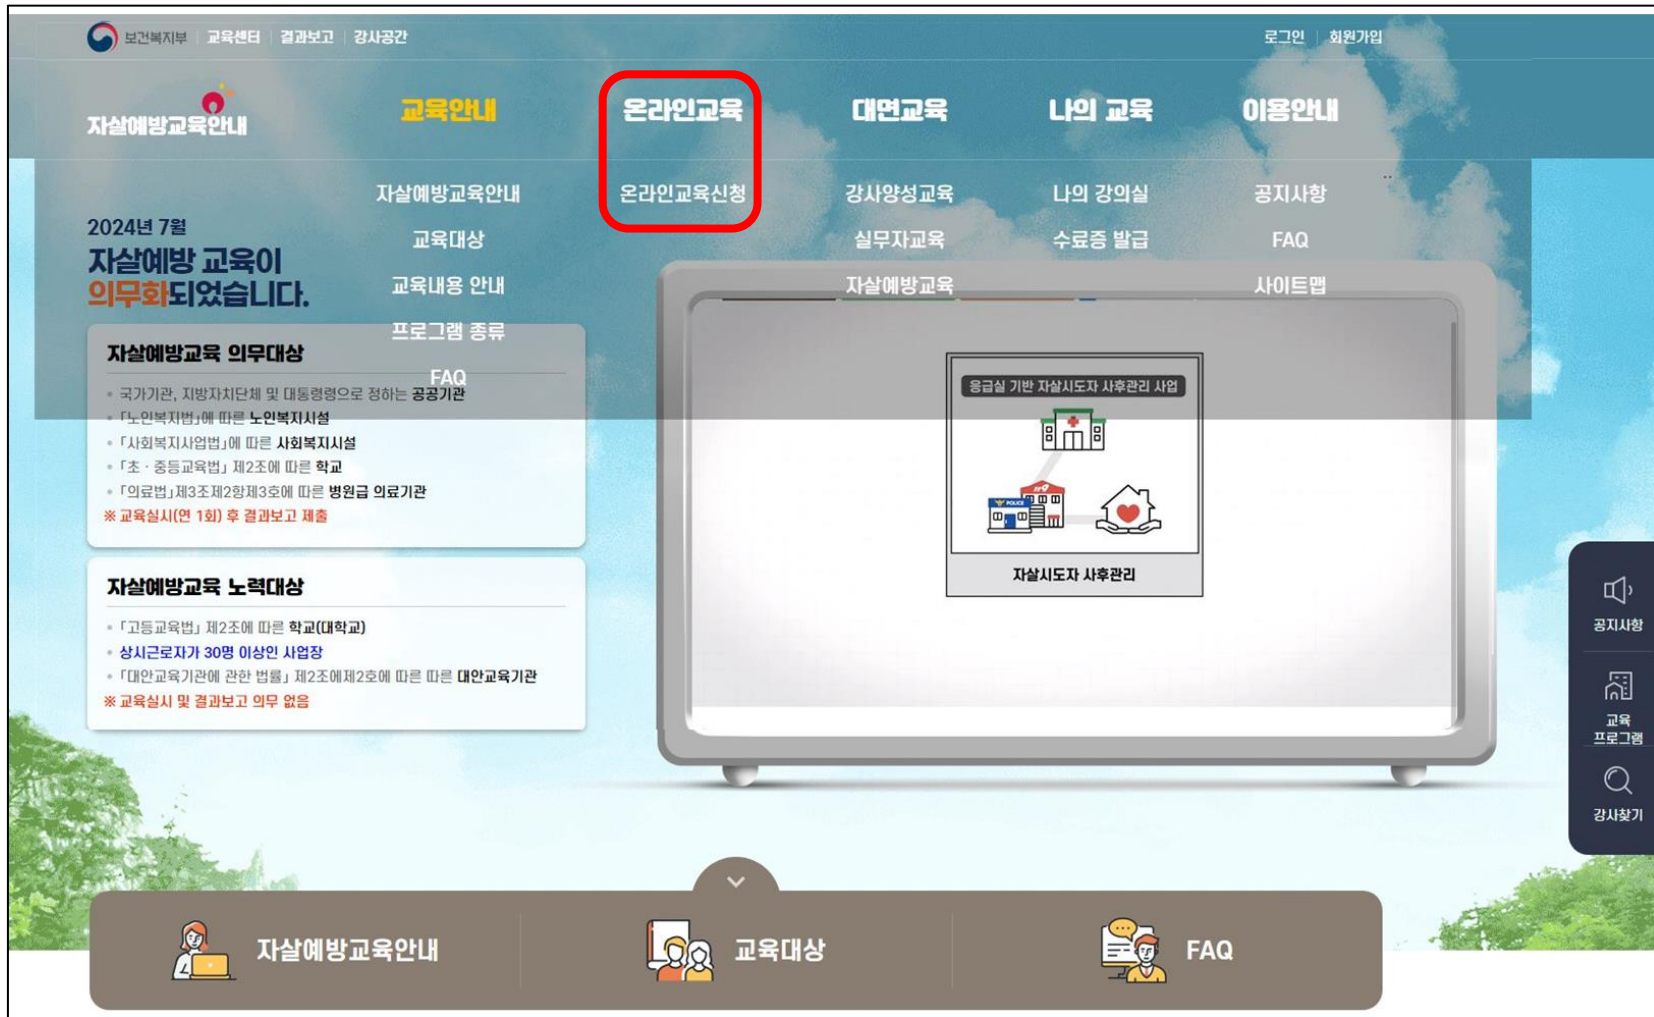 보건복지부 교육센터 결과보고 강사공간
로그인 회원가입
자살예방교육안내
교육안내 온라인교육 대면교육 나의 교육 이용안내
자살예방교육안내 온라인교육신청 강사양성교육 나의 강의실 공지사항
교육대상 실무자교육 수료증 발급 FAQ
교육내용 안내 자살예방교육 사이트맵
프로그램 종류
FAQ
2024년 7월
자살예방 교육이
의무화되었습니다.
자살예방교육 의무대상
국가기관, 지방자치단체 및 대통령령으로 정하는 공공기관
「노인복지법」에 따른 노인복지시설
「사회복지사업법」에 따른 사회복지시설
「초 · 중등교육법」 제2조에 따른 학교
「의료법」제3조제2항제3호에 따른 병원급 의료기관
※ 교육실시(연 1회) 후 결과보고 제출
자살예방교육 노력대상
「고등교육법」 제2조에 따른 학교(대학교)
상시근로자가 30명 이상인 사업장
「대안교육기관에 관한 법률」 제2조에제2호에 따른 따른 대안교육기관
※ 교육실시 및 결과보고 의무 없음
응급실 기반 자살시도자 사후관리 사업
119
POLICE
자살시도자 사후관리
공지사항
교육
프로그램
강사찾기
자살예방교육안내 교육대상 FAQ